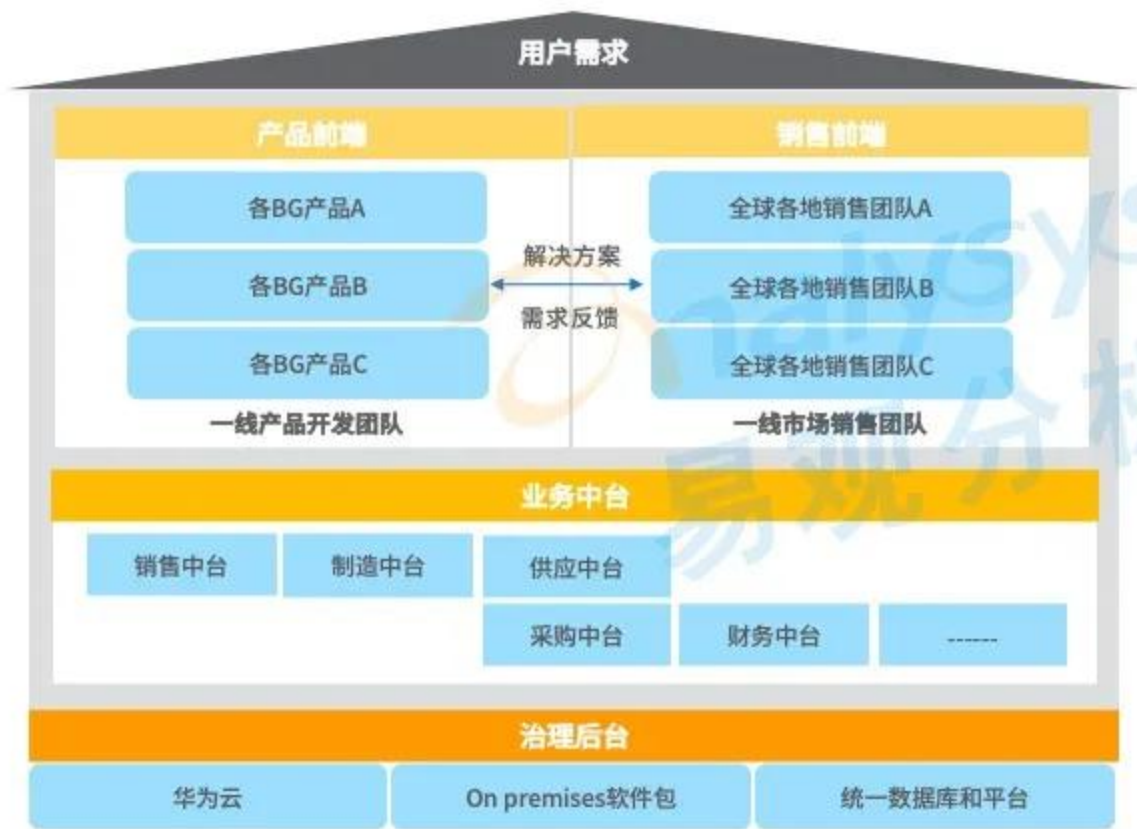 用户需求
产品前端
销售前端
各BG产品A
各BG产品B
各BG产品C
一线产品开发团队
解决方案
需求反馈
全球各地销售团队A
全球各地销售团队B
全球各地销售团队C
一线市场销售团队
业务中台
销售中台
制造中台
供应中台
采购中台
财务中台
------
治理后台
华为云
On premises软件包
统一数据库和平台
nalysys
易观分析